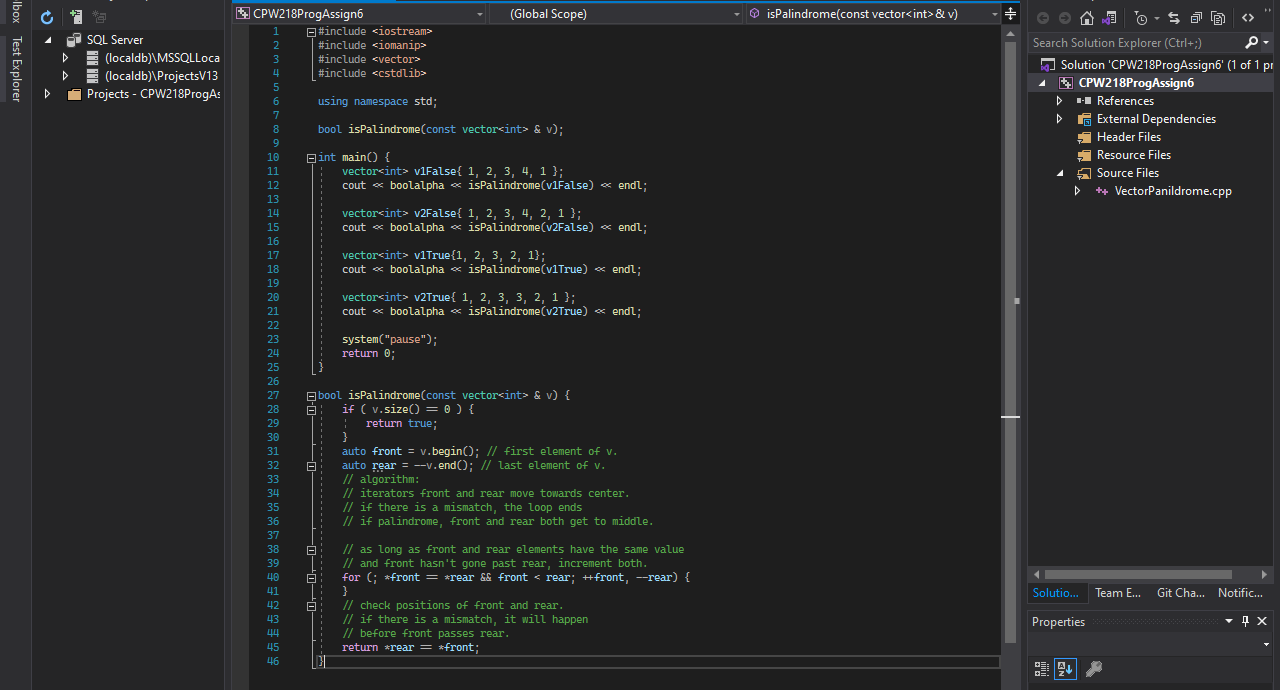 lbox
Test Explorer
SQL Server
(localdb)\MSSQLLoca
(localdb)\ProjectsV13
Projects - CPW218ProgAs
CPW218ProgAssign6
(Global Scope)
isPalindrome(const vector<int> & v)
1 #include <iostream>
2 #include <iomanip>
3 #include <vector>
4 #include <cstdlib>
5
6 using namespace std;
7
8 bool isPalindrome(const vector<int> & v);
9
10 int main() {
11 vector<int> v1False{ 1, 2, 3, 4, 1 };
12 cout << boolalpha << isPalindrome(v1False) << endl;
13
14 vector<int> v2False{ 1, 2, 3, 4, 2, 1 };
15 cout << boolalpha << isPalindrome(v2False) << endl;
16
17 vector<int> v1True{1, 2, 3, 2, 1};
18 cout << boolalpha << isPalindrome(v1True) << endl;
19
20 vector<int> v2True{ 1, 2, 3, 3, 2, 1 };
21 cout << boolalpha << isPalindrome(v2True) << endl;
22
23 system("pause");
24 return 0;
25 }
26
27 bool isPalindrome(const vector<int> & v) {
28 if ( v.size() == 0 ) {
29 return true;
30 }
31 auto front = v.begin(); // first element of v.
32 auto rear = --v.end(); // last element of v.
33 // algorithm:
34 // iterators front and rear move towards center.
35 // if there is a mismatch, the loop ends
36 // if palindrome, front and rear both get to middle.
37
38 // as long as front and rear elements have the same value
39 // and front hasn't gone past rear, increment both.
40 for (; *front == *rear && front < rear; ++front, --rear) {
41 }
42 // check positions of front and rear.
43 // if there is a mismatch, it will happen
44 // before front passes rear.
45 return *rear == *front;
46 }
Search Solution Explorer (Ctrl+;)
Solution 'CPW218ProgAssign6' (1 of 1 pr
CPW218ProgAssign6
References
External Dependencies
Header Files
Resource Files
Source Files
VectorPanildrome.cpp
Solutio... Team E... Git Cha... Notific...
Properties